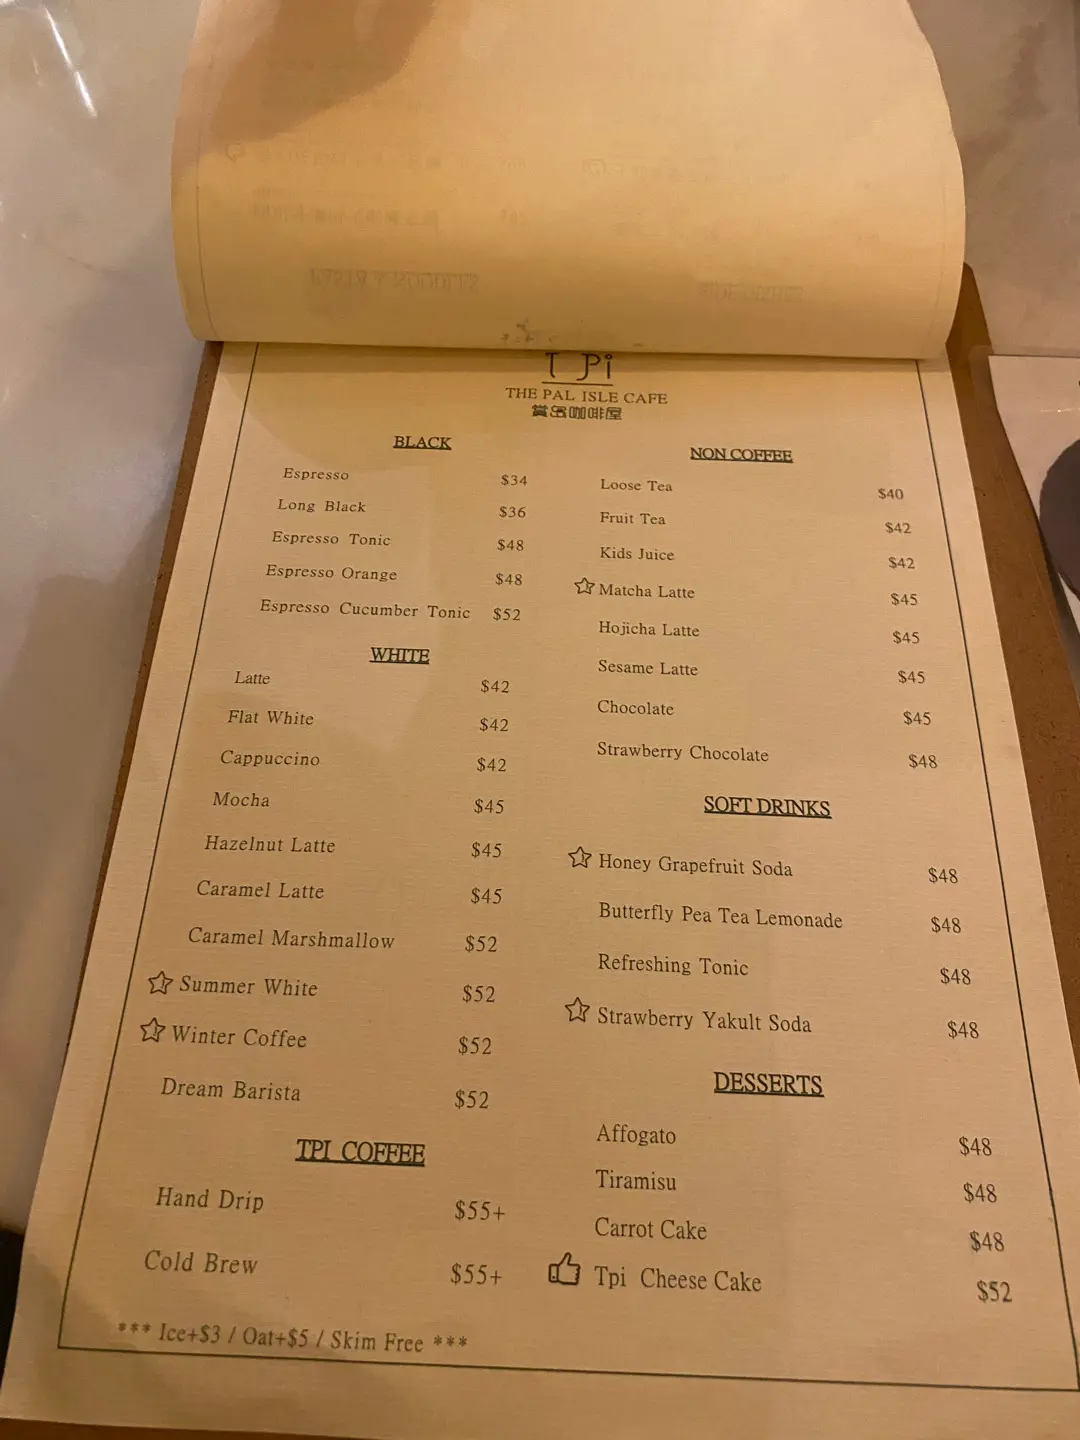 T Pi
THE PAL ISLE CAFE
賞品咖啡屋
BLACK
Espresso $34
Long Black $36
Espresso Tonic $48
Espresso Orange $48
Espresso Cucumber Tonic $52
WHITE
Latte $42
Flat White $42
Cappuccino $42
Mocha $45
Hazelnut Latte $45
Caramel Latte $45
Caramel Marshmallow $52
Summer White $52
Winter Coffee $52
Dream Barista $52
TPI COFFEE
Hand Drip $55+
Cold Brew $55+
*** Ice+$3 / Oat+$5 / Skim Free ***
NON COFFEE
Loose Tea $40
Fruit Tea $42
Kids Juice $42
Matcha Latte $45
Hojicha Latte $45
Sesame Latte $45
Chocolate $45
Strawberry Chocolate $48
SOFT DRINKS
Honey Grapefruit Soda $48
Butterfly Pea Tea Lemonade $48
Refreshing Tonic $48
Strawberry Yakult Soda $48
DESSERTS
Affogato $48
Tiramisu $48
Carrot Cake $48
Tpi Cheese Cake $52